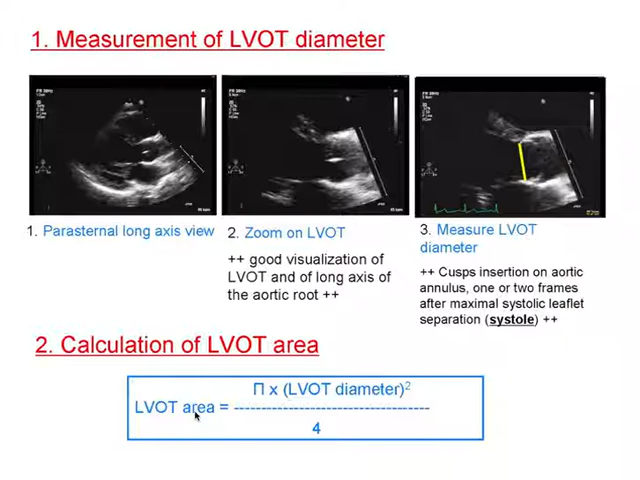 1. Measurement of LVOT diameter
1. Parasternal long axis view
2. Zoom on LVOT
++ good visualization of
LVOT and of long axis of
the aortic root ++
3. Measure LVOT
diameter
++ Cusps insertion on aortic
annulus, one or two frames
after maximal systolic leaflet
separation (systole) ++
2. Calculation of LVOT area
Π x (LVOT diameter)²
LVOT area = ------------------------------------
4